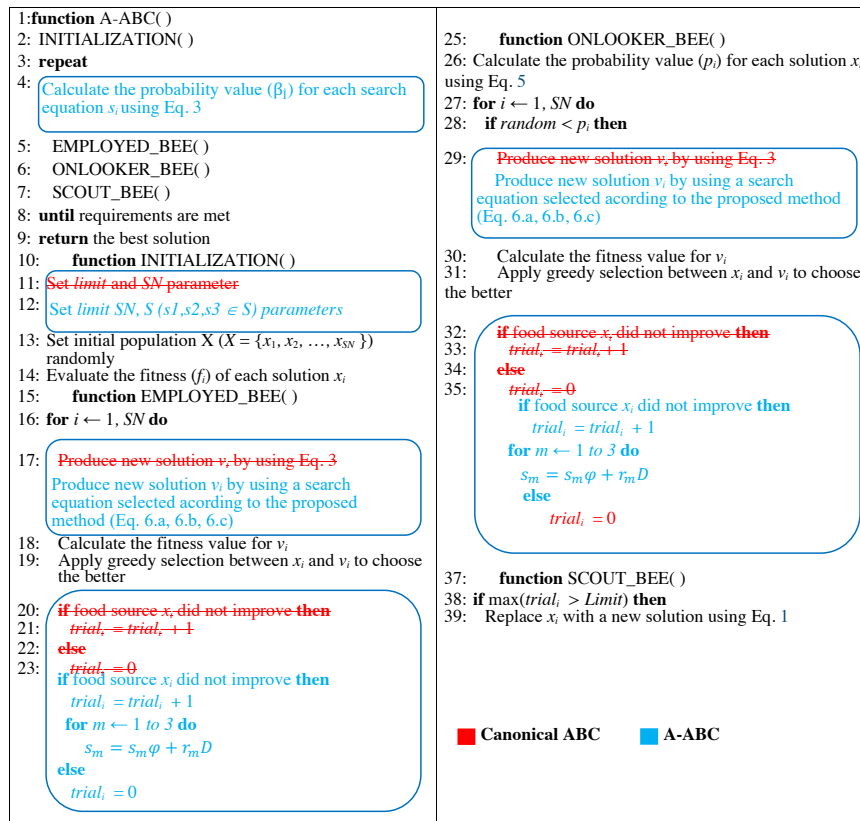 1:function A-ABC( )
2: INITIALIZATION( )
3: repeat
4:
Calculate the probability value (βᵢ) for each search
equation sᵢ using Eq. 3
5: EMPLOYED_BEE( )
6: ONLOOKER_BEE( )
7: SCOUT_BEE( )
8: until requirements are met
9: return the best solution
10: function INITIALIZATION( )
11: Set limit and SN parameter
12: Set limit SN, S (s1,s2,s3 ∈ S) parameters
13: Set initial population X (X = {x₁, x₂, …, x_SN })
randomly
14: Evaluate the fitness (fᵢ) of each solution xᵢ
15: function EMPLOYED_BEE( )
16: for i ← 1, SN do
17: Produce new solution vᵢ by using Eq. 3
Produce new solution vᵢ by using a search
equation selected acording to the proposed
method (Eq. 6.a, 6.b, 6.c)
18: Calculate the fitness value for vᵢ
19: Apply greedy selection between xᵢ and vᵢ to choose
the better
20: if food source xᵢ did not improve then
21: trialᵢ = trialᵢ + 1
22: else
23: trialᵢ = 0
if food source xᵢ did not improve then
trialᵢ = trialᵢ + 1
for m ← 1 to 3 do
sₘ = sₘφ + rₘD
else
trialᵢ = 0
25: function ONLOOKER_BEE( )
26: Calculate the probability value (pᵢ) for each solution x
using Eq. 5
27: for i ← 1, SN do
28: if random < pᵢ then
29: Produce new solution vᵢ by using Eq. 3
Produce new solution vᵢ by using a search
equation selected acording to the proposed method
(Eq. 6.a, 6.b, 6.c)
30: Calculate the fitness value for vᵢ
31: Apply greedy selection between xᵢ and vᵢ to choose
the better
32: if food source xᵢ did not improve then
33: trialᵢ = trialᵢ + 1
34: else
35: trialᵢ = 0
if food source xᵢ did not improve then
trialᵢ = trialᵢ + 1
for m ← 1 to 3 do
sₘ = sₘφ + rₘD
else
trialᵢ = 0
37: function SCOUT_BEE( )
38: if max(trialᵢ > Limit) then
39: Replace xᵢ with a new solution using Eq. 1
Canonical ABC
A-ABC